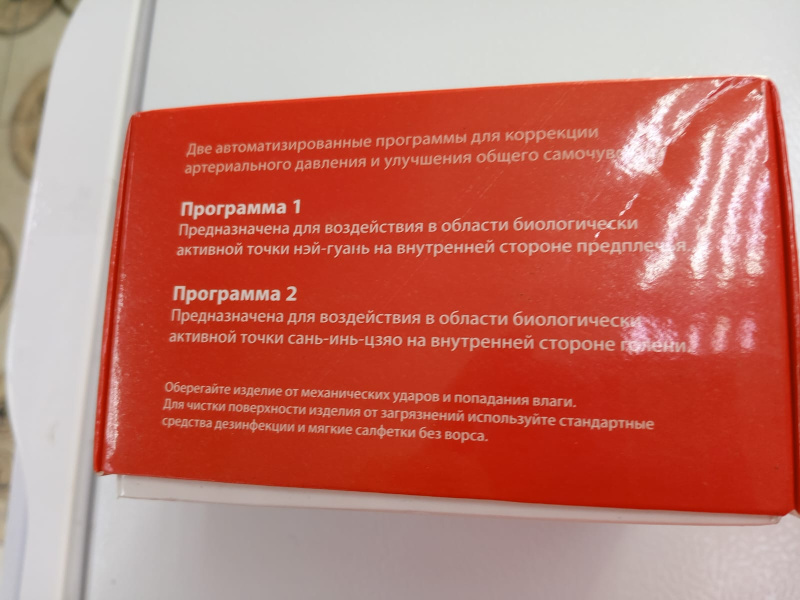 Две автоматизированные программы для коррекции
артериального давления и улучшения общего
Программа 1
Предназначена для воздействия в области биологически
активной точки нэй-гуань на внутренней стороне предплечья.
Программа 2
Предназначена для воздействия в области биологически
активной точки сань-инь-цзяо на внутренней стороне голени.
Оберегайте изделие от механических ударов и попадания влаги.
Для чистки поверхности изделия от загрязнений используйте стандартные
средства дезинфекции и мягкие салфетки без ворса.